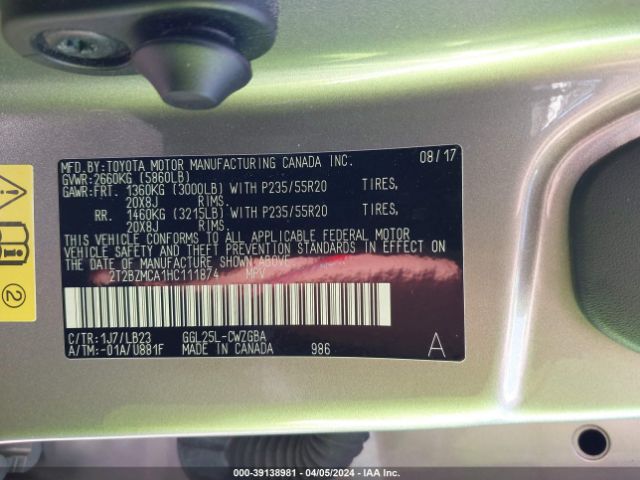 MFD.BY:TOYOTA MOTOR MANUFACTURING CANADA INC. 08/17
GVWR:2660KG (5860LB)
GAWR:FRT. 1360KG (3000LB) WITH P235/55R20 TIRES,
20X8J RIMS,
RR. 1460KG (3215LB) WITH P235/55R20 TIRES,
20X8J RIMS,
THIS VEHICLE CONFORMS TO ALL APPLICABLE FEDERAL MOTOR
VEHICLE SAFETY AND THEFT PREVENTION STANDARDS IN EFFECT ON
THE DATE OF MANUFACTURE SHOWN ABOVE.
2T2BZMCA1HC111874 MPV
C/TR:1J7/LB23 GGL25L-CWZGBA
A/TM:-01A/U881F MADE IN CANADA 986 A
2
000-39138981 - 04/05/2024 - IAA Inc.